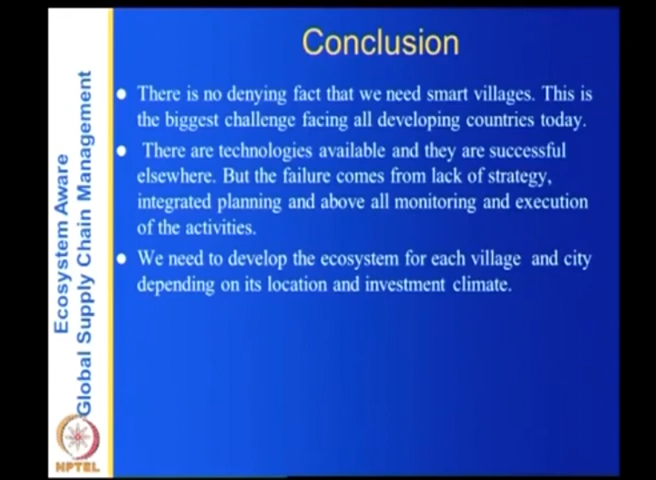 Conclusion
There is no denying fact that we need smart villages. This is
the biggest challenge facing all developing countries today.
There are technologies available and they are successful
elsewhere. But the failure comes from lack of strategy,
integrated planning and above all monitoring and execution
of the activities.
We need to develop the ecosystem for each village and city
depending on its location and investment climate.
Ecosystem Aware
Global Supply Chain Management
NPTEL